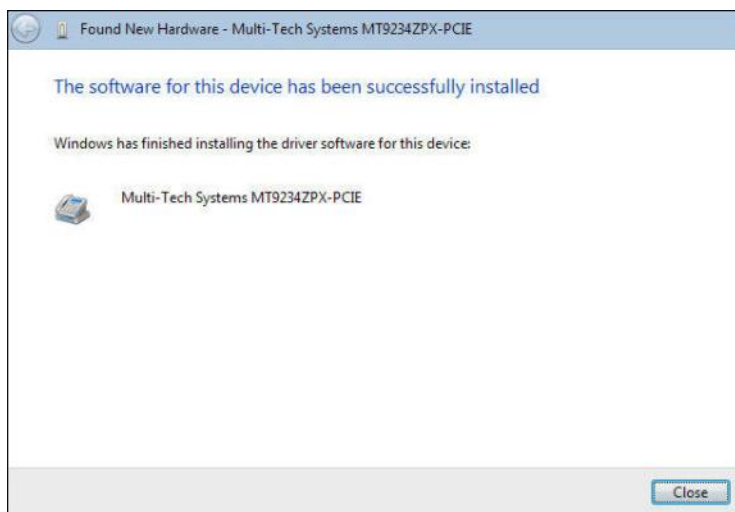 Found New Hardware - Multi-Tech Systems MT9234ZPX-PCIE
The software for this device has been successfully installed
Windows has finished installing the driver software for this device:
Multi-Tech Systems MT9234ZPX-PCIE
Close